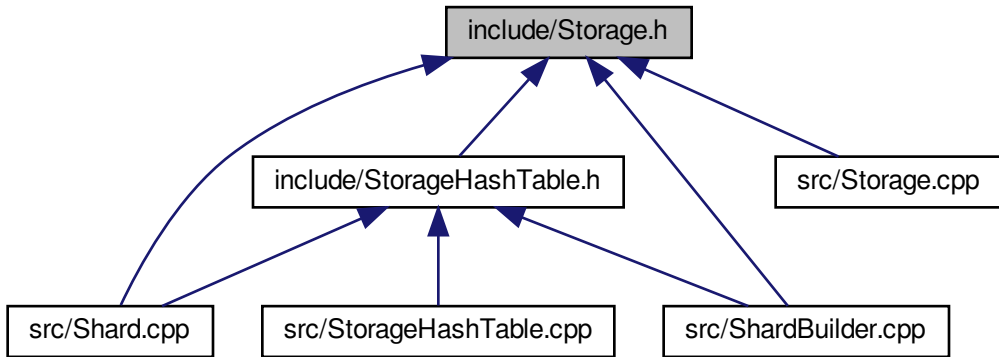 include/Storage.h
include/StorageHashTable.h
src/Storage.cpp
src/Shard.cpp
src/StorageHashTable.cpp
src/ShardBuilder.cpp